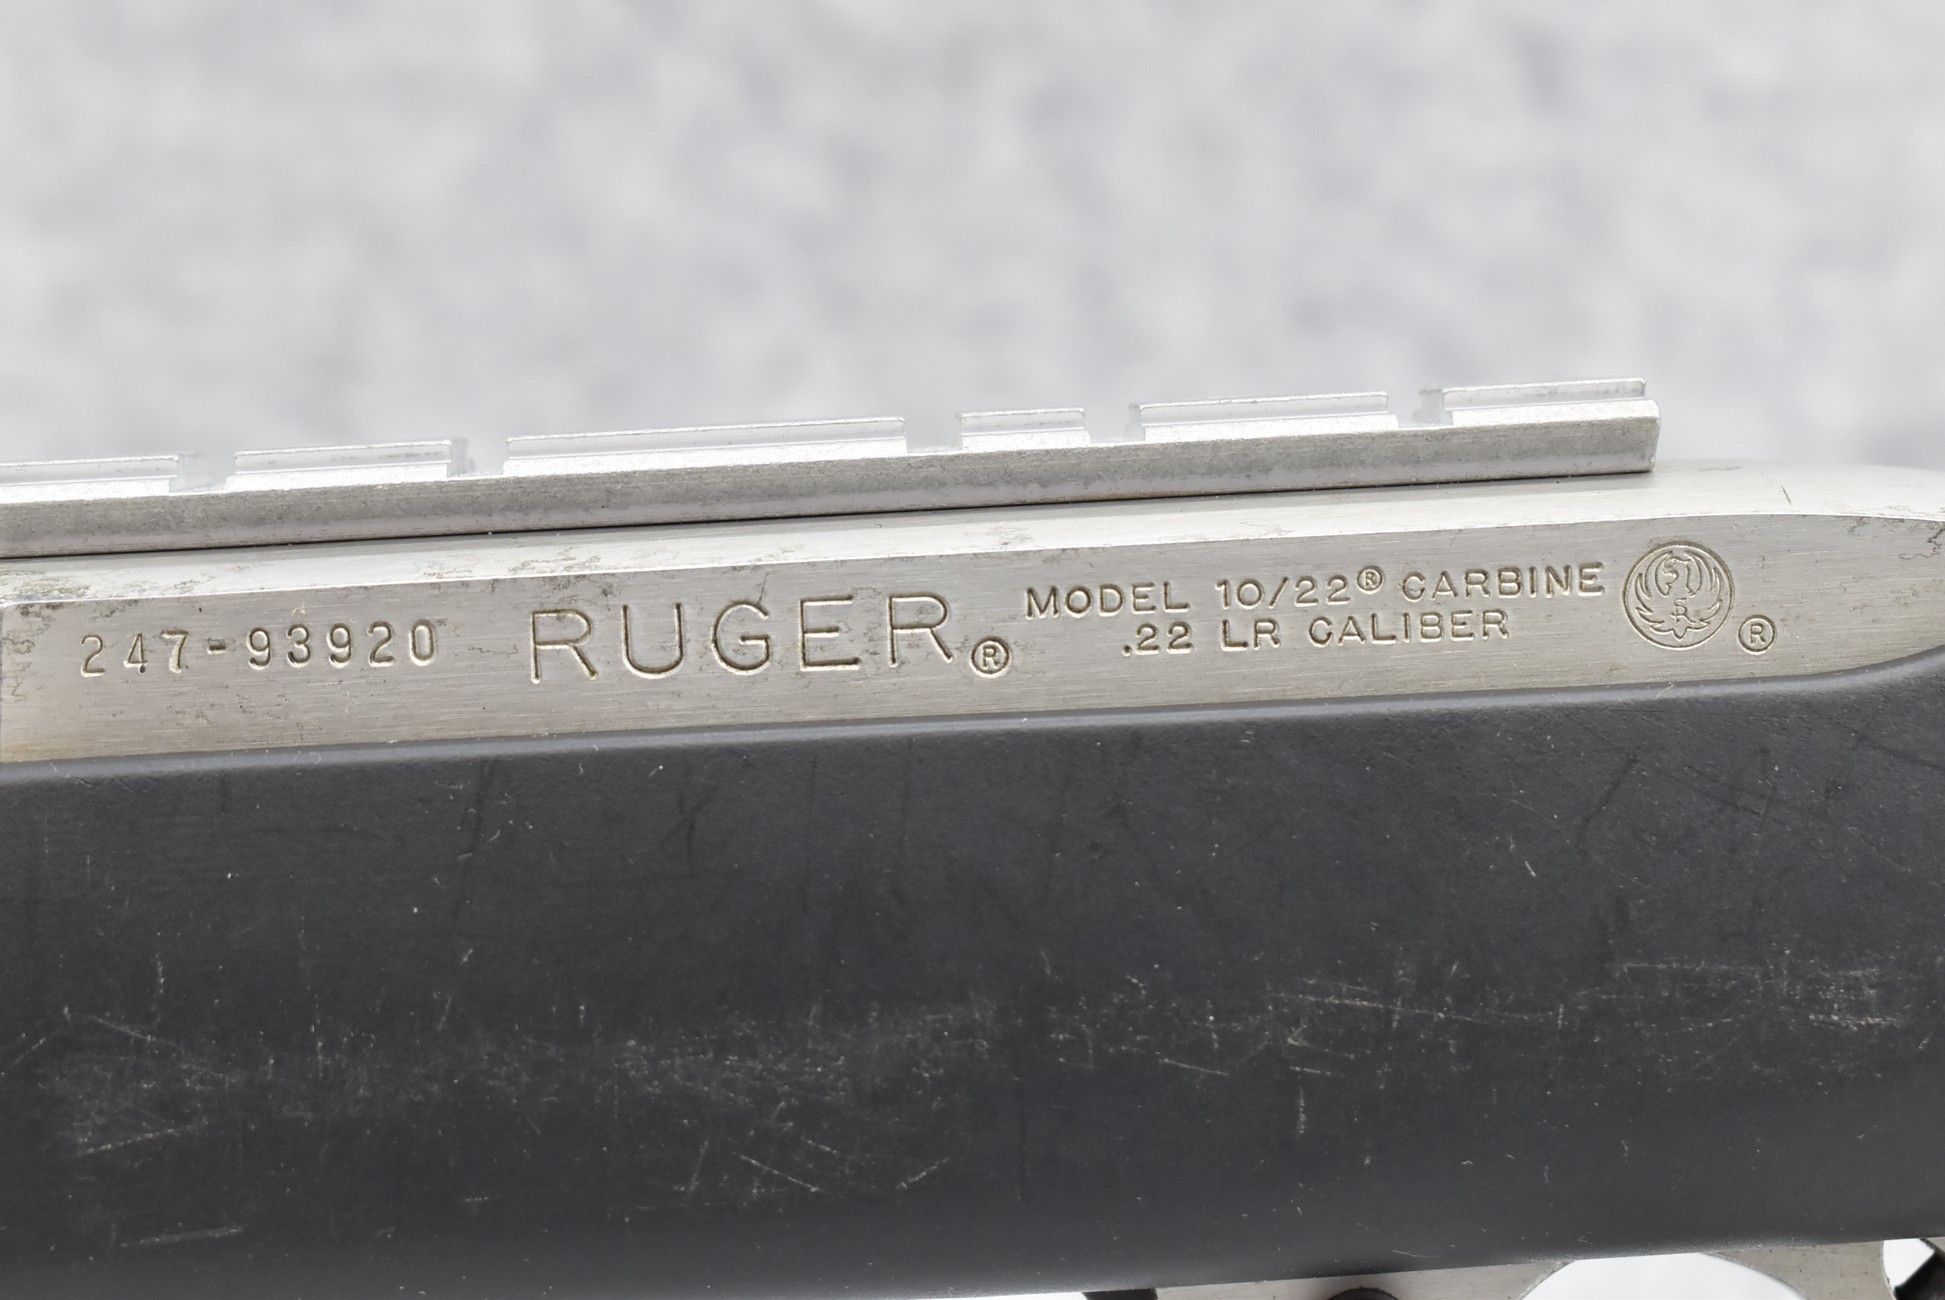 247-93920 RUGER® MODEL 10/22® CARBINE
.22 LR CALIBER
®